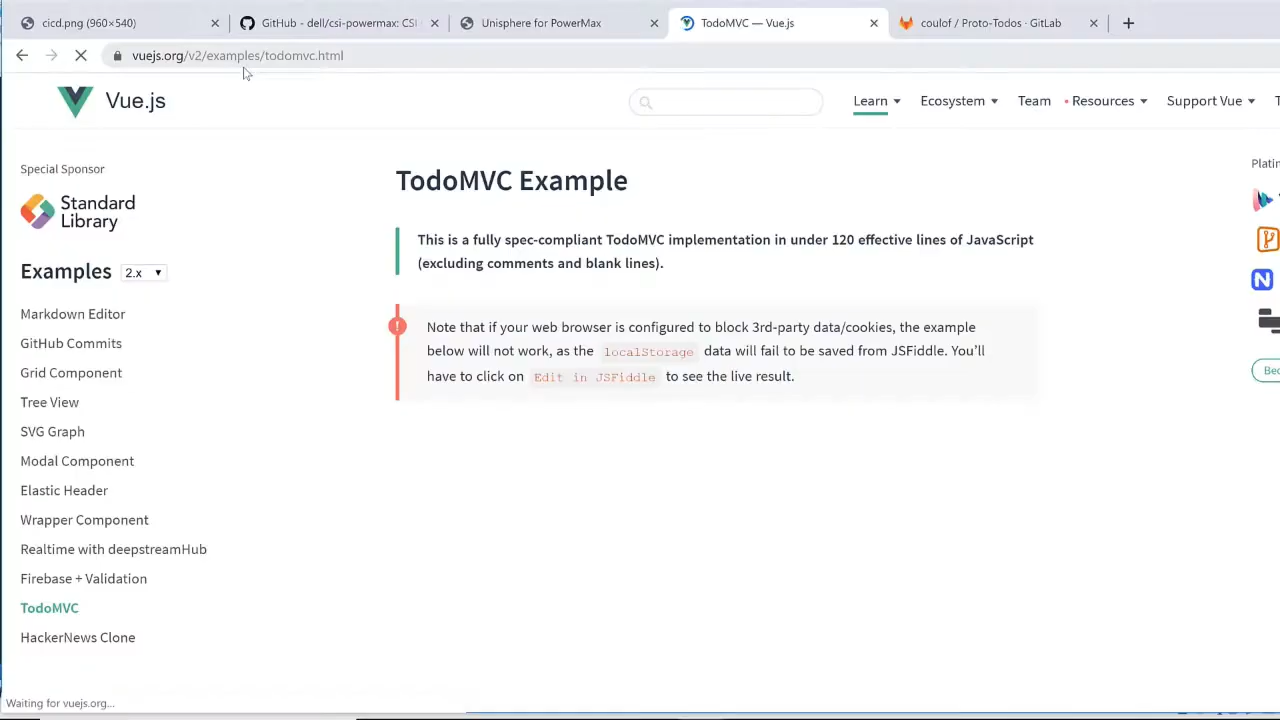 cicd.png (960×540)
GitHub - dell/csi-powermax: CSI
Unisphere for PowerMax
TodoMVC — Vue.js
coulof / Proto-Todos · GitLab
vuejs.org/v2/examples/todomvc.html
Vue.js
Learn
Ecosystem
Team
Resources
Support Vue
T
Special Sponsor
Standard
Library
Examples
2.x
Markdown Editor
GitHub Commits
Grid Component
Tree View
SVG Graph
Modal Component
Elastic Header
Wrapper Component
Realtime with deepstreamHub
Firebase + Validation
TodoMVC
HackerNews Clone
TodoMVC Example
This is a fully spec-compliant TodoMVC implementation in under 120 effective lines of JavaScript
(excluding comments and blank lines).
Note that if your web browser is configured to block 3rd-party data/cookies, the example
below will not work, as the localStorage data will fail to be saved from JSFiddle. You’ll
have to click on Edit in JSFiddle to see the live result.
Platin
Bec
Waiting for vuejs.org...